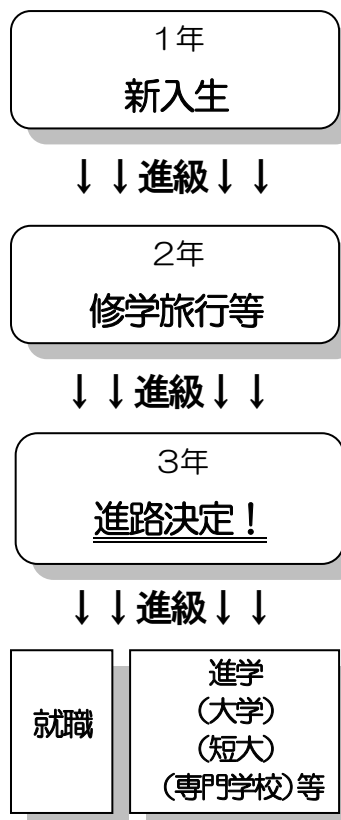 1年
新入生
↓↓進級↓↓
2年
修学旅行等
↓↓進級↓↓
3年
進路決定！
↓↓進級↓↓
就職
進学
(大学)
(短大)
(専門学校)等